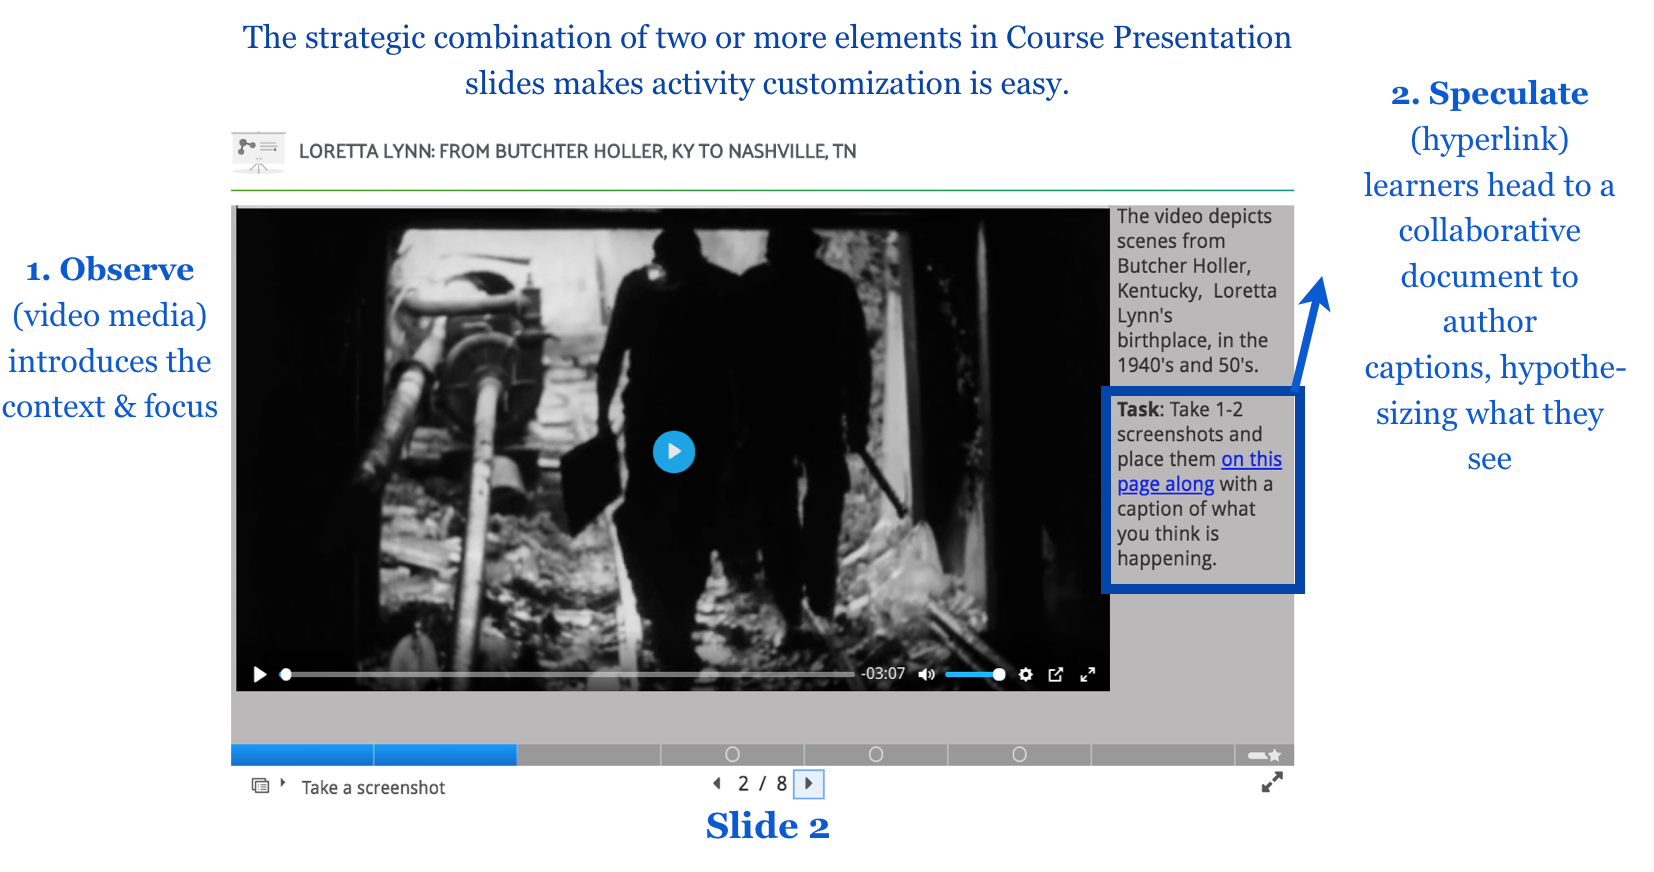 The strategic combination of two or more elements in Course Presentation
slides makes activity customization is easy.
LORETTA LYNN: FROM BUTCHTER HOLLER, KY TO NASHVILLE, TN
1. Observe
(video media)
introduces the
context & focus
The video depicts
scenes from
Butcher Holler,
Kentucky, Loretta
Lynn's
birthplace, in the
1940's and 50's.
Task: Take 1-2
screenshots and
place them on this
page along with a
caption of what
you think is
happening.
2. Speculate
(hyperlink)
learners head to a
collaborative
document to
author
captions, hypothe-
sizing what they
see
-03:07
Take a screenshot
2 / 8
Slide 2